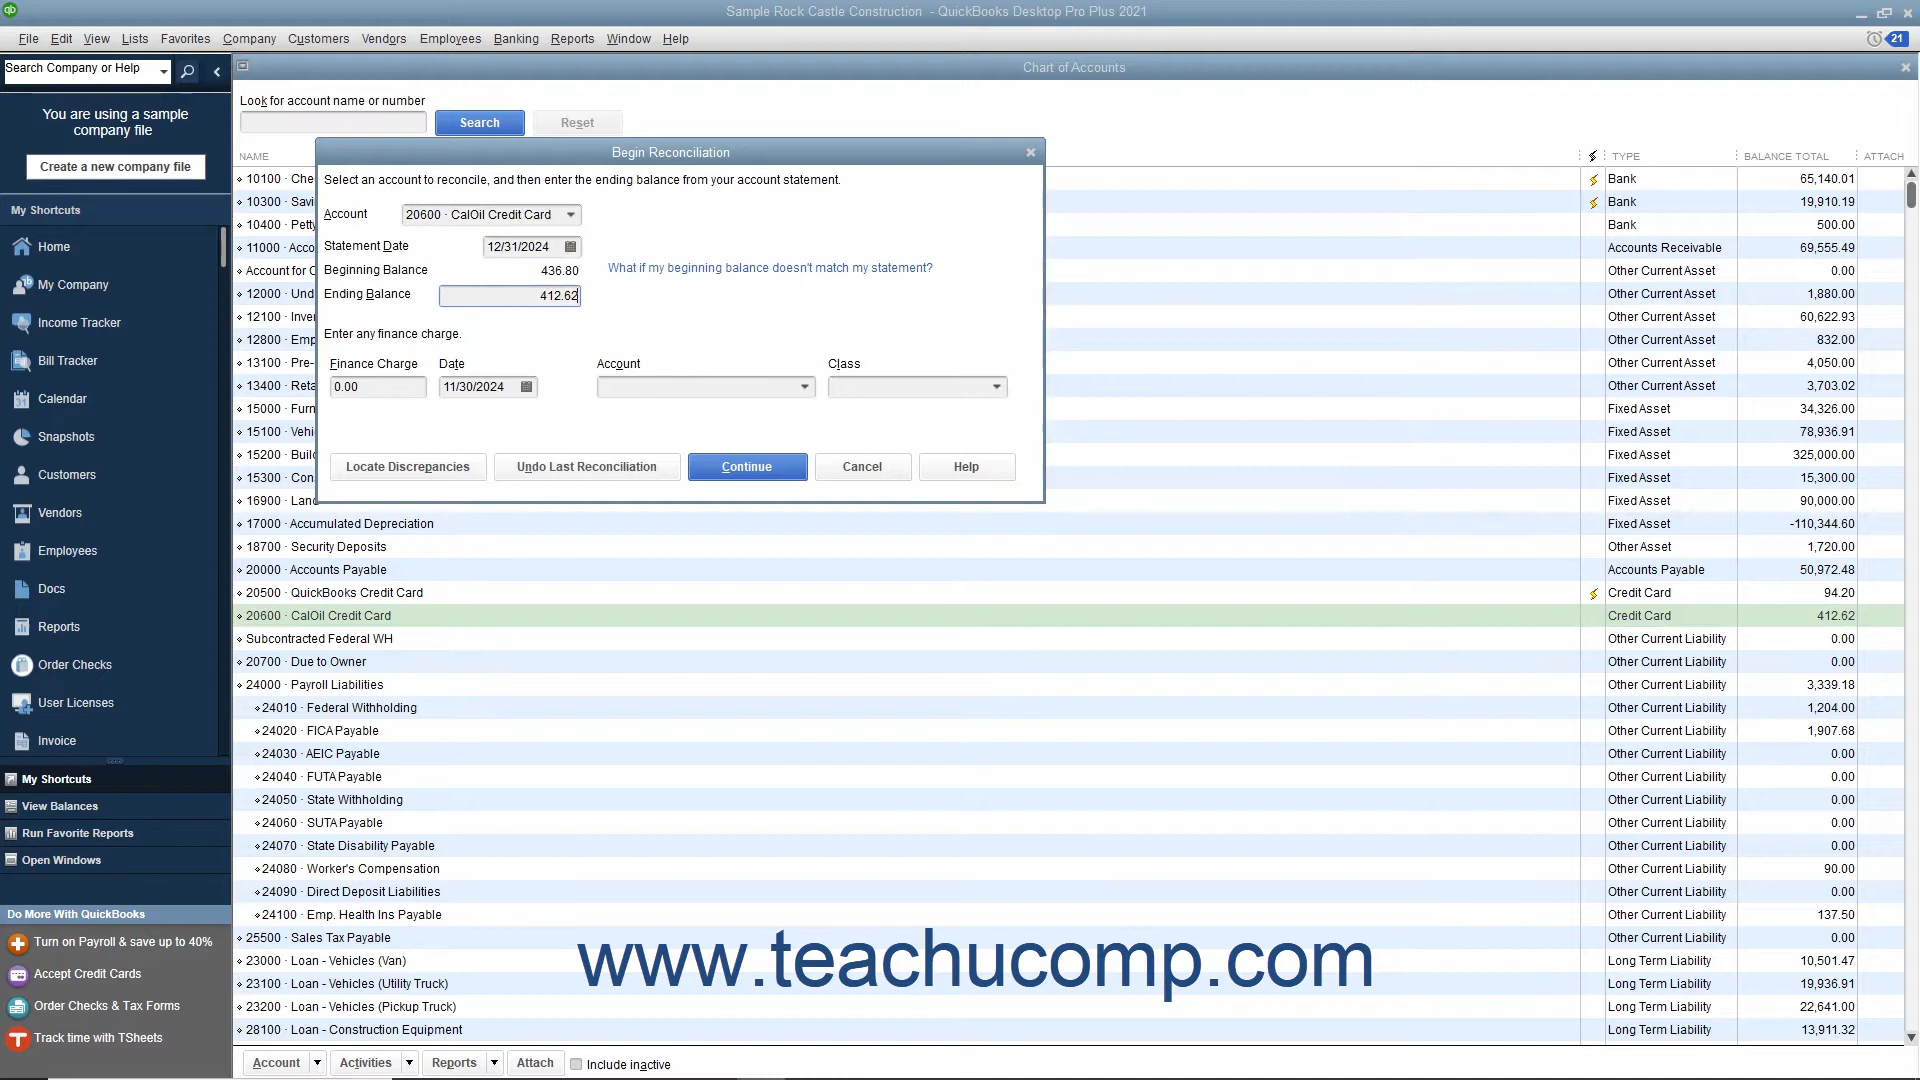 Sample Rock Castle Construction - QuickBooks Desktop Pro Plus 2021
File Edit View Lists Favorites Company Customers Vendors Employees Banking Reports Window Help
21
Search Company or Help
Chart of Accounts
You are using a sample
company file
Create a new company file
My Shortcuts
Home
My Company
Income Tracker
Bill Tracker
Calendar
Snapshots
Customers
Vendors
Employees
Docs
Reports
Order Checks
User Licenses
Invoice
My Shortcuts
View Balances
Run Favorite Reports
Open Windows
Do More With QuickBooks
Turn on Payroll & save up to 40%
Accept Credit Cards
Order Checks & Tax Forms
Track time with TSheets
Look for account name or number
Search Reset
NAME TYPE BALANCE TOTAL ATTACH
Begin Reconciliation
Select an account to reconcile, and then enter the ending balance from your account statement.
Account 20600 · CalOil Credit Card
Statement Date 12/31/2024
Beginning Balance 436.80 What if my beginning balance doesn't match my statement?
Ending Balance 412.62
Enter any finance charge.
Finance Charge Date Account Class
0.00 11/30/2024
Locate Discrepancies Undo Last Reconciliation Continue Cancel Help
10100 · Che Bank 65,140.01
10300 · Savi Bank 19,910.19
10400 · Petty Bank 500.00
11000 · Acco Accounts Receivable 69,555.49
Account for C Other Current Asset 0.00
12000 · Und Other Current Asset 1,880.00
12100 · Inver Other Current Asset 60,622.93
12800 · Emp Other Current Asset 832.00
13100 · Pre- Other Current Asset 4,050.00
13400 · Reta Other Current Asset 3,703.02
15000 · Furn Fixed Asset 34,326.00
15100 · Vehi Fixed Asset 78,936.91
15200 · Build Fixed Asset 325,000.00
15300 · Con Fixed Asset 15,300.00
16900 · Land Fixed Asset 90,000.00
17000 · Accumulated Depreciation Fixed Asset -110,344.60
18700 · Security Deposits Other Asset 1,720.00
20000 · Accounts Payable Accounts Payable 50,972.48
20500 · QuickBooks Credit Card Credit Card 94.20
20600 · CalOil Credit Card Credit Card 412.62
Subcontracted Federal WH Other Current Liability 0.00
20700 · Due to Owner Other Current Liability 0.00
24000 · Payroll Liabilities Other Current Liability 3,339.18
24010 · Federal Withholding Other Current Liability 1,204.00
24020 · FICA Payable Other Current Liability 1,907.68
24030 · AEIC Payable Other Current Liability 0.00
24040 · FUTA Payable Other Current Liability 0.00
24050 · State Withholding Other Current Liability 0.00
24060 · SUTA Payable Other Current Liability 0.00
24070 · State Disability Payable Other Current Liability 0.00
24080 · Worker's Compensation Other Current Liability 90.00
24090 · Direct Deposit Liabilities Other Current Liability 0.00
24100 · Emp. Health Ins Payable Other Current Liability 137.50
25500 · Sales Tax Payable Other Current Liability 0.00
23000 · Loan - Vehicles (Van) Long Term Liability 10,501.47
23100 · Loan - Vehicles (Utility Truck) Long Term Liability 19,936.91
23200 · Loan - Vehicles (Pickup Truck) Long Term Liability 22,641.00
28100 · Loan - Construction Equipment Long Term Liability 13,911.32
www.teachucomp.com
Account Activities Reports Attach Include inactive